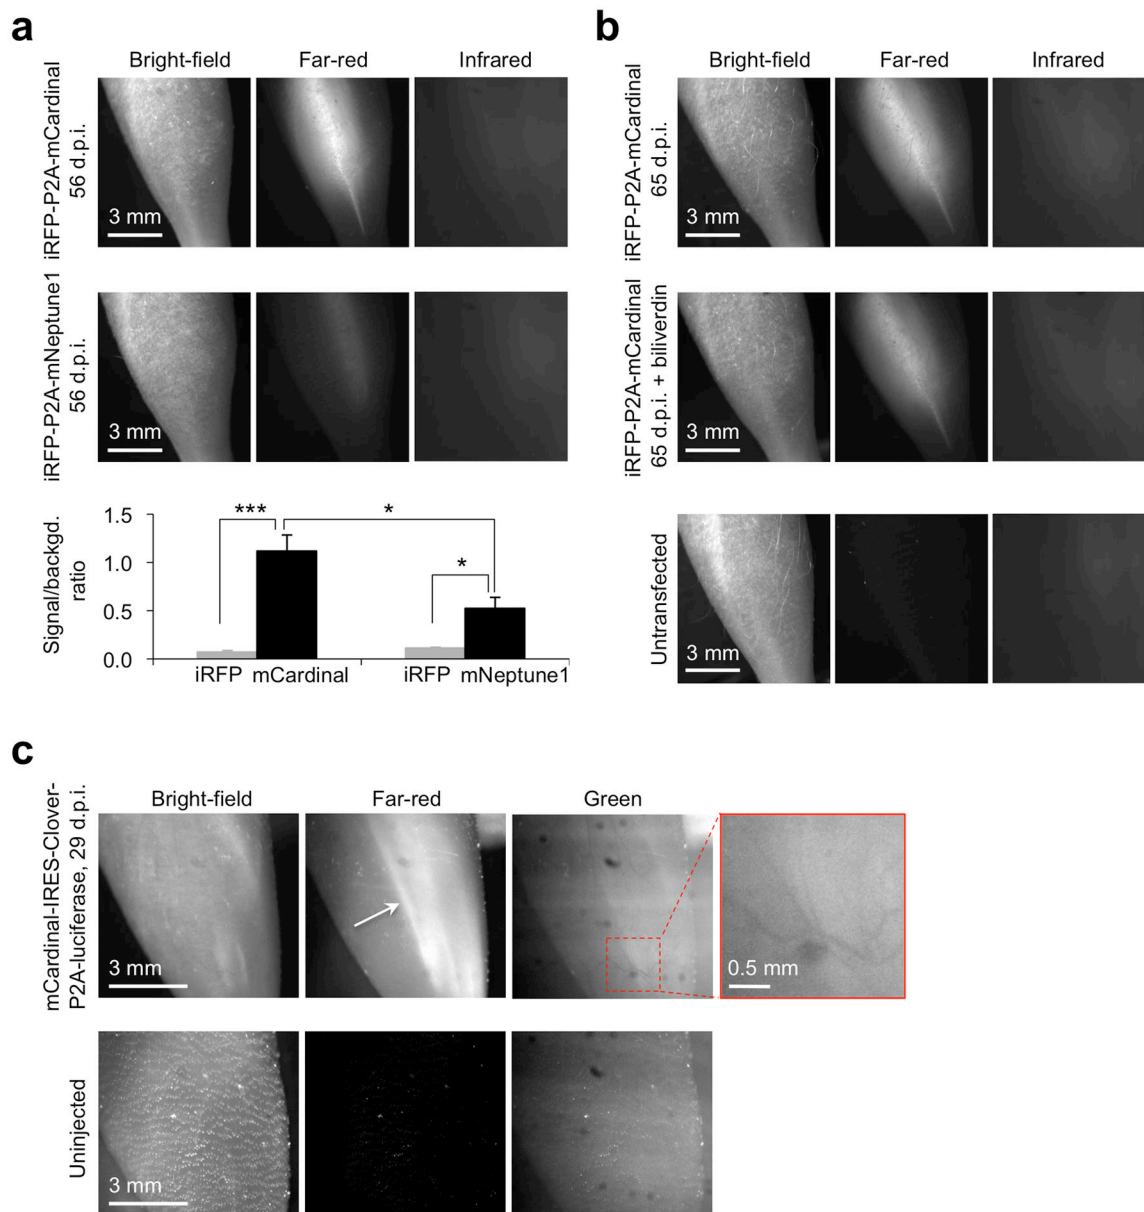 a
Bright-field Far-red Infrared
iRFP-P2A-mCardinal
56 d.p.i.
3 mm
iRFP-P2A-mNeptune1
56 d.p.i.
3 mm
Signal/backgd.
ratio
1.5
1.0
0.5
0.0
***
*
*
iRFP mCardinal iRFP mNeptune1
b
Bright-field Far-red Infrared
iRFP-P2A-mCardinal
65 d.p.i.
3 mm
iRFP-P2A-mCardinal
65 d.p.i. + biliverdin
3 mm
Untransfected
3 mm
c
Bright-field Far-red Green
mCardinal-IRES-Clover-
P2A-luciferase, 29 d.p.i.
3 mm
0.5 mm
Uninjected
3 mm